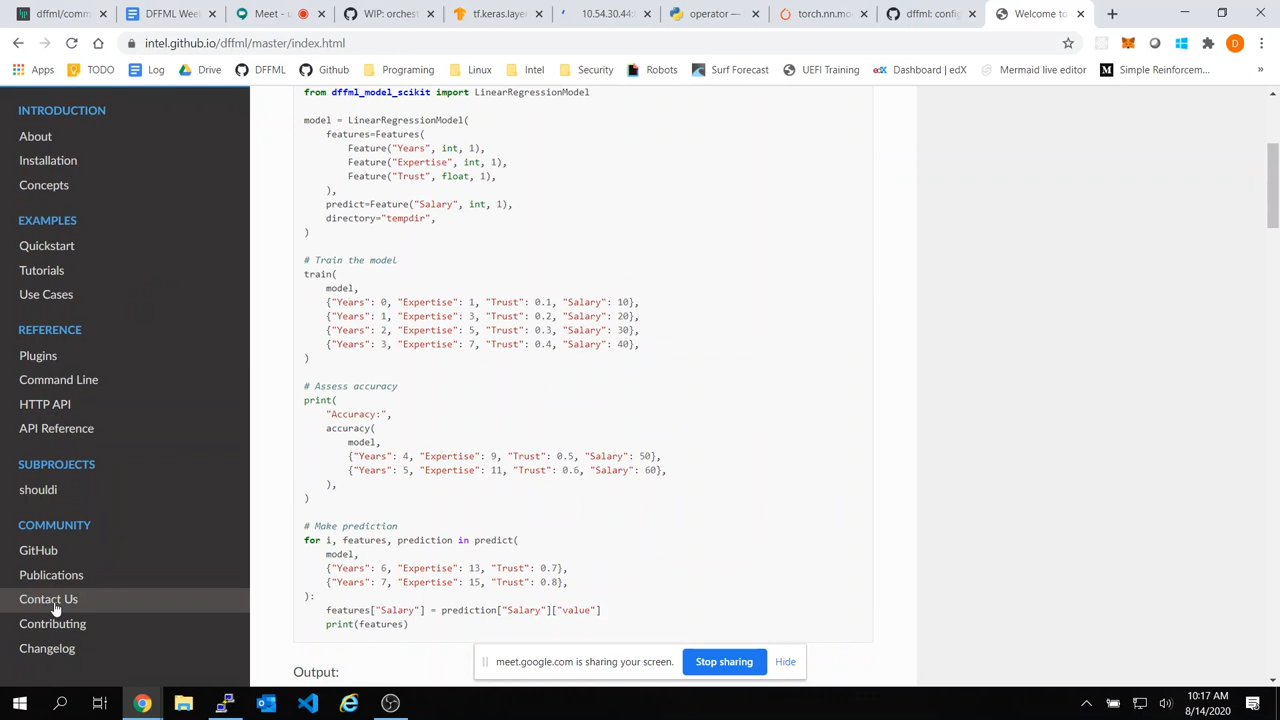 dffml/comm
DFFML Week
Meet - u
WIP: orchest
tf.keras.layer
10.54.30.44:
operator —
torch.nn.mo
dffml: config
Welcome to
intel.github.io/dffml/master/index.html
D
Apps
TODO
Log
Drive
DFFML
Github
Programing
Linux
Intel
Security
Robots
Surf Forecast
UEFI Training
edX
Dashboard | edX
Mermaid live editor
M
Simple Reinforcem...
»
INTRODUCTION
About
Installation
Concepts
EXAMPLES
Quickstart
Tutorials
Use Cases
REFERENCE
Plugins
Command Line
HTTP API
API Reference
SUBPROJECTS
shouldi
COMMUNITY
GitHub
Publications
Contact Us
Contributing
Changelog
from dffml_model_scikit import LinearRegressionModel
model = LinearRegressionModel(
features=Features(
Feature("Years", int, 1),
Feature("Expertise", int, 1),
Feature("Trust", float, 1),
),
predict=Feature("Salary", int, 1),
directory="tempdir",
)
# Train the model
train(
model,
{"Years": 0, "Expertise": 1, "Trust": 0.1, "Salary": 10},
{"Years": 1, "Expertise": 3, "Trust": 0.2, "Salary": 20},
{"Years": 2, "Expertise": 5, "Trust": 0.3, "Salary": 30},
{"Years": 3, "Expertise": 7, "Trust": 0.4, "Salary": 40},
)
# Assess accuracy
print(
"Accuracy:",
accuracy(
model,
{"Years": 4, "Expertise": 9, "Trust": 0.5, "Salary": 50},
{"Years": 5, "Expertise": 11, "Trust": 0.6, "Salary": 60},
),
)
# Make prediction
for i, features, prediction in predict(
model,
{"Years": 6, "Expertise": 13, "Trust": 0.7},
{"Years": 7, "Expertise": 15, "Trust": 0.8},
):
features["Salary"] = prediction["Salary"]["value"]
print(features)
Output:
meet.google.com is sharing your screen.
Stop sharing
Hide
10:17 AM
8/14/2020